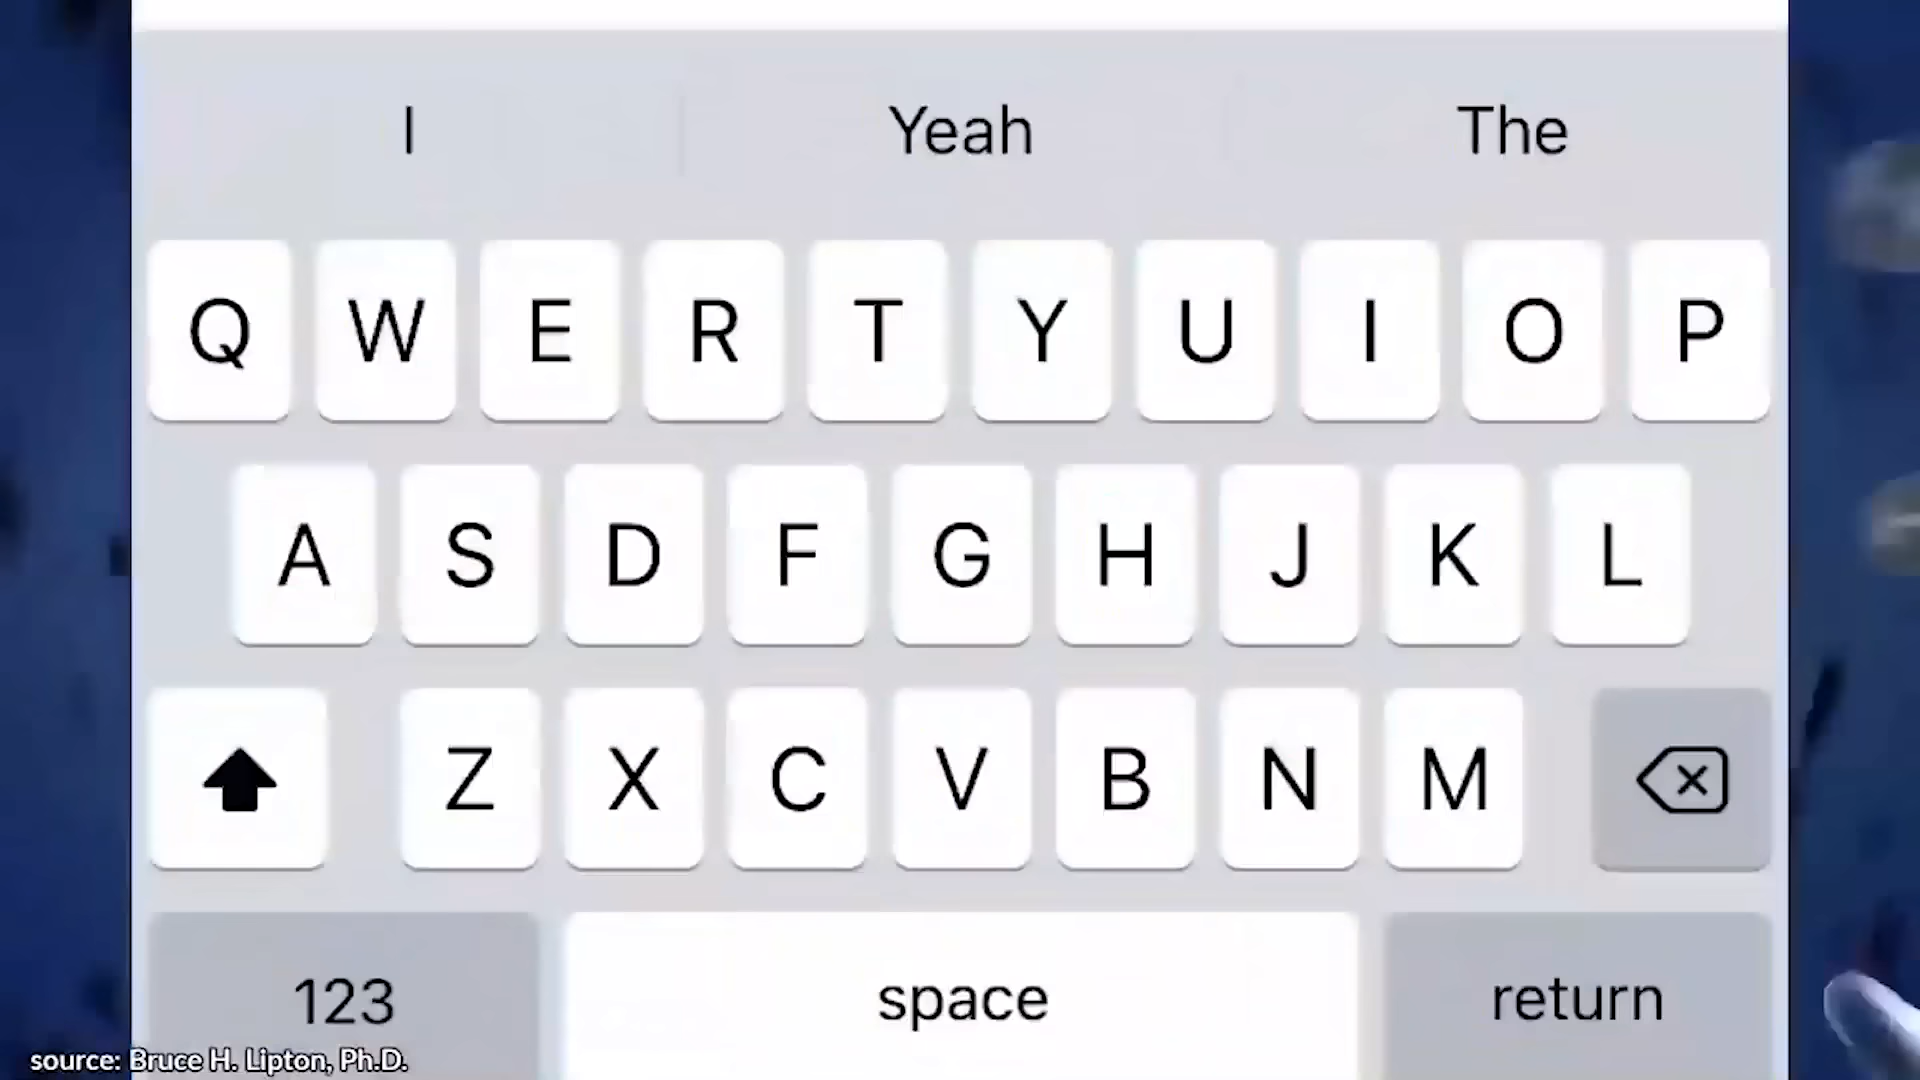 I Yeah The
Q W E R T Y U I O P
A S D F G H J K L
Z X C V B N M
123 space return
source: Bruce H. Lipton, Ph.D.